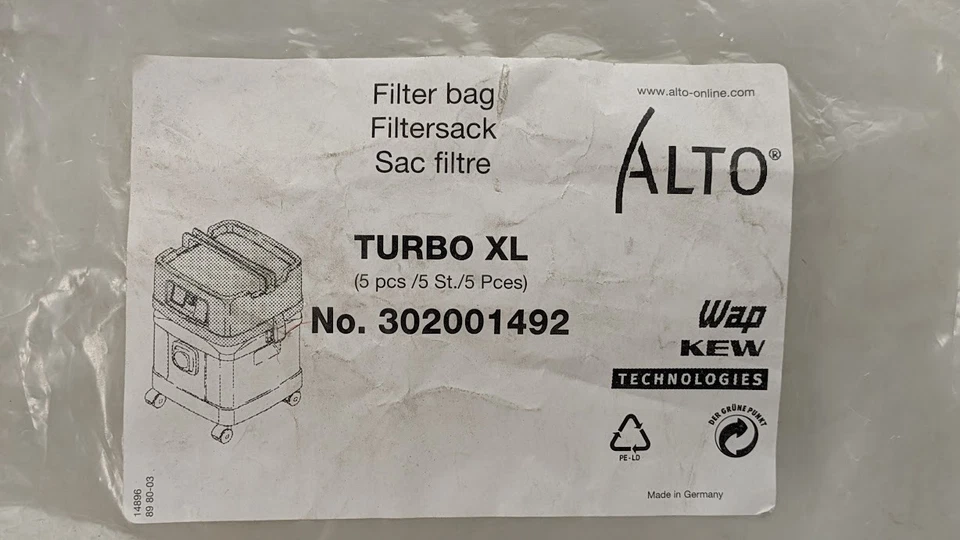 Filter bag
Filtersack
Sac filtre
www.alto-online.com
ALTO®
TURBO XL
(5 pcs /5 St./5 Pces)
No. 302001492
Wap
KEW
TECHNOLOGIES
PE-LD
DER GRÜNE PUNKT
Made in Germany
14896
89 80-03